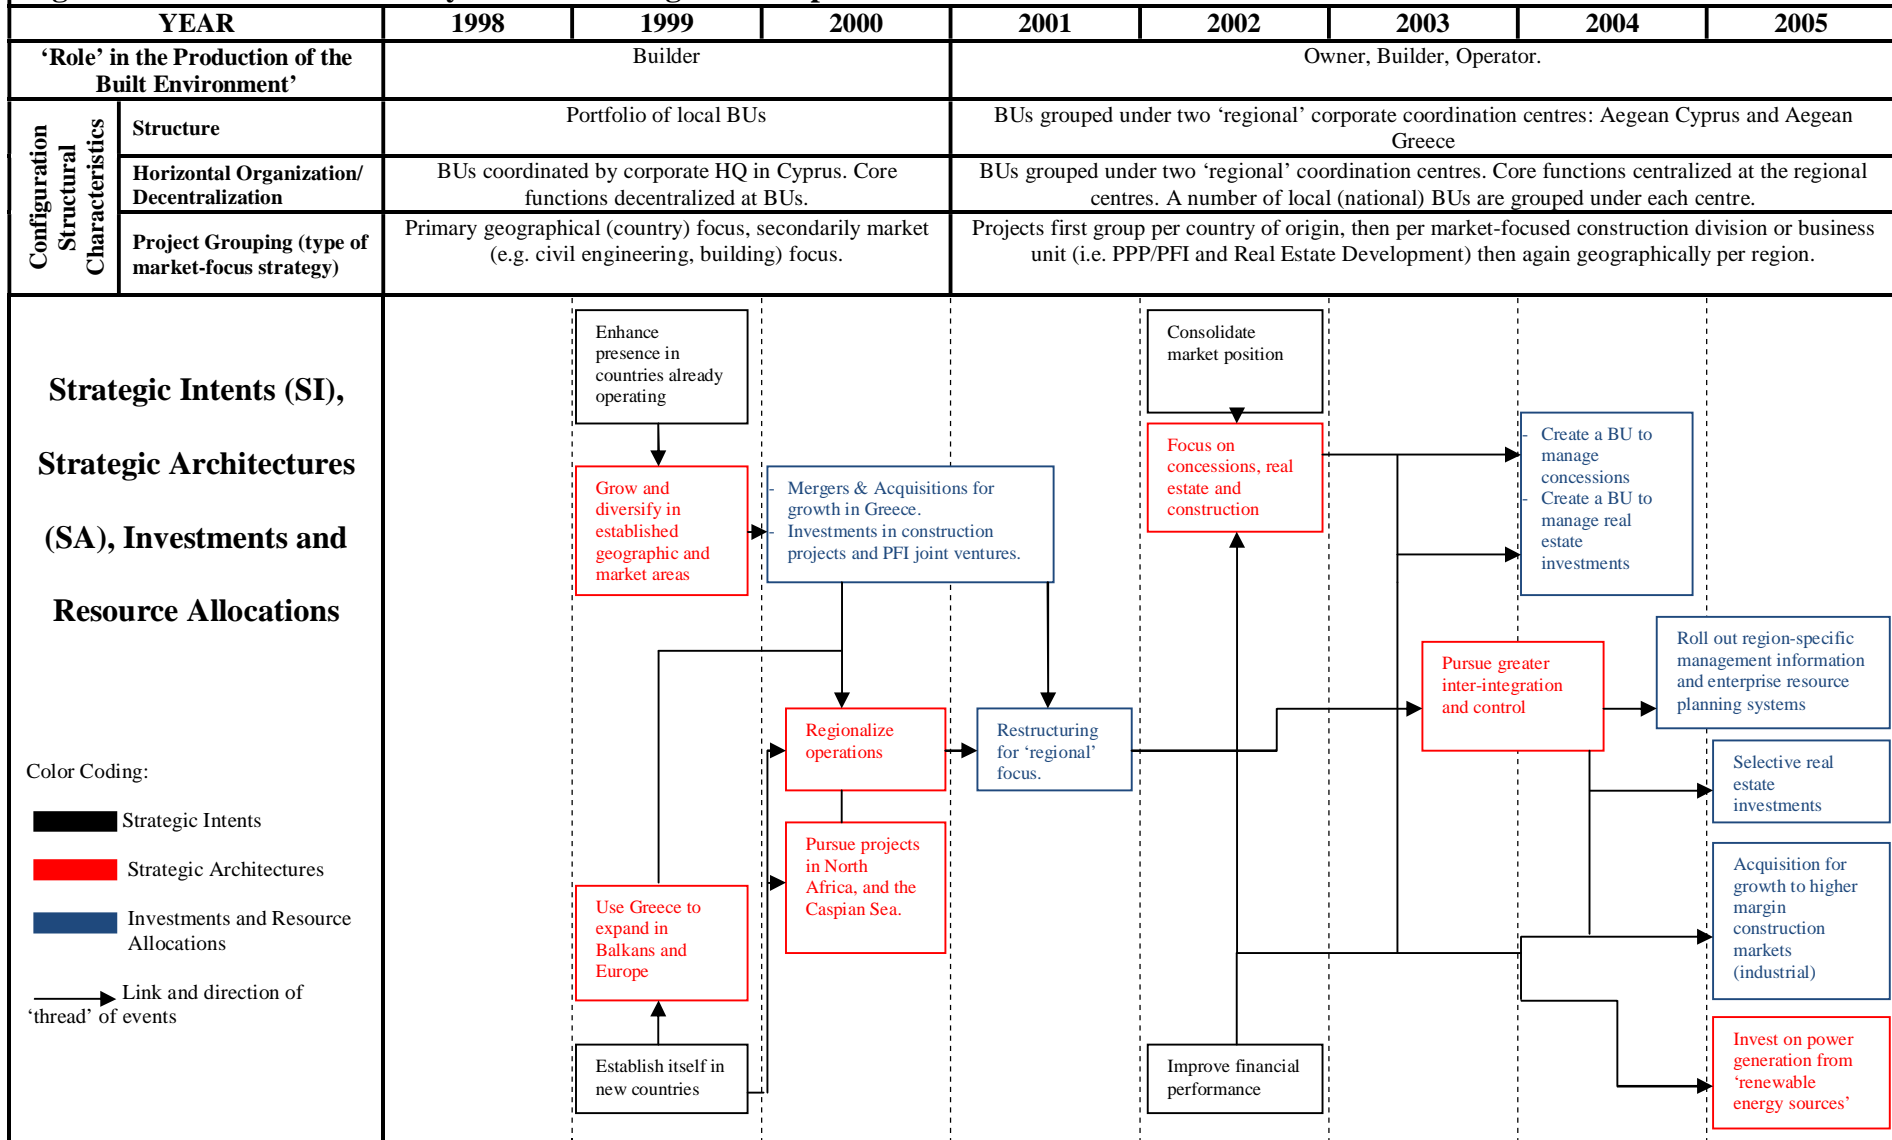 YEAR 1998 1999 2000 2001 2002 2003 2004 2005
‘Role’ in the Production of the
Built Environment’
Builder
Owner, Builder, Operator.
Configuration
Structural
Characteristics
Structure
Portfolio of local BUs
BUs grouped under two ‘regional’ corporate coordination centres: Aegean Cyprus and Aegean
Greece
Horizontal Organization/
Decentralization
BUs coordinated by corporate HQ in Cyprus. Core
functions decentralized at BUs.
BUs grouped under two ‘regional’ coordination centres. Core functions centralized at the regional
centres. A number of local (national) BUs are grouped under each centre.
Project Grouping (type of
market-focus strategy)
Primary geographical (country) focus, secondarily market
(e.g. civil engineering, building) focus.
Projects first group per country of origin, then per market-focused construction division or business
unit (i.e. PPP/PFI and Real Estate Development) then again geographically per region.
Strategic Intents (SI),
Strategic Architectures
(SA), Investments and
Resource Allocations
Color Coding:
Strategic Intents
Strategic Architectures
Investments and Resource
Allocations
Link and direction of
‘thread’ of events
Enhance
presence in
countries already
operating
Grow and
diversify in
established
geographic and
market areas
- Mergers & Acquisitions for
growth in Greece.
- Investments in construction
projects and PFI joint ventures.
Use Greece to
expand in
Balkans and
Europe
Establish itself in
new countries
Regionalize
operations
Pursue projects
in North
Africa, and the
Caspian Sea.
Restructuring
for ‘regional’
focus.
Consolidate
market position
Focus on
concessions, real
estate and
construction
Improve financial
performance
- Create a BU to
manage
concessions
- Create a BU to
manage real
estate
investments
Pursue greater
inter-integration
and control
Roll out region-specific
management information
and enterprise resource
planning systems
Selective real
estate
investments
Acquisition for
growth to higher
margin
construction
markets
(industrial)
Invest on power
generation from
‘renewable
energy sources’